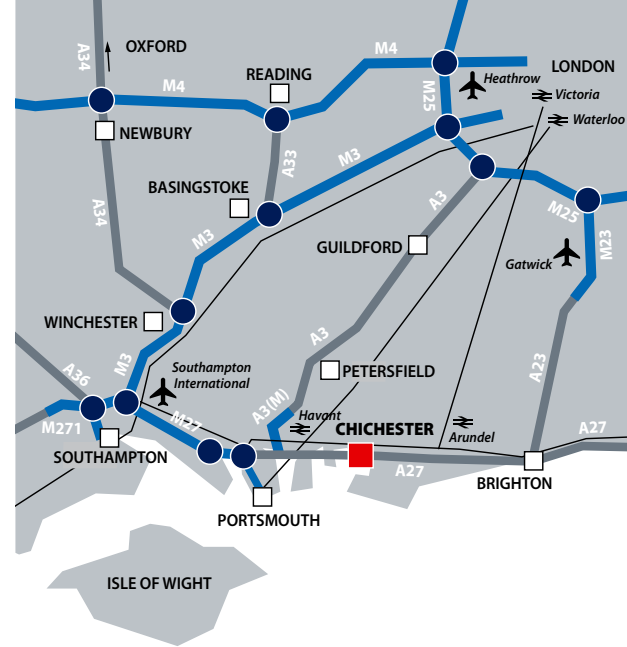 OXFORD
A34
M4
LONDON
READING
Heathrow
M4
M25
Victoria
Waterloo
NEWBURY
A33
M3
BASINGSTOKE
A34
A3
M25
M3
GUILDFORD
M23
Gatwick
WINCHESTER
A3
M3
A23
A36
Southampton
International
PETERSFIELD
A3(M)
Havant
M27
M271
CHICHESTER
Arundel
A27
SOUTHAMPTON
A27
BRIGHTON
PORTSMOUTH
ISLE OF WIGHT